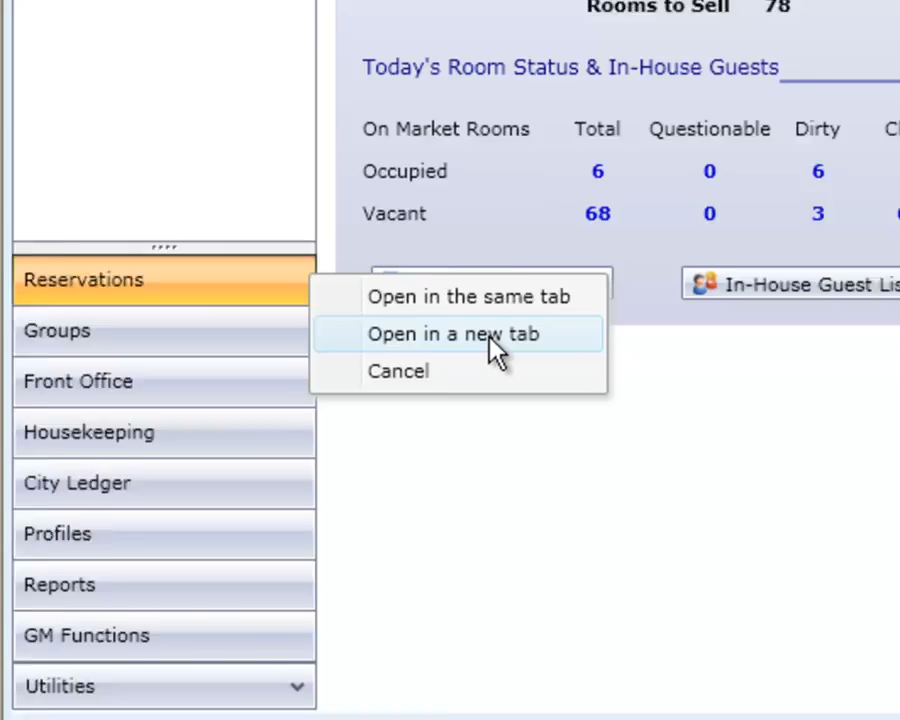 Rooms to Sell 78
Today's Room Status & In-House Guests
On Market Rooms Total Questionable Dirty
Occupied 6 0 6
Vacant 68 0 3
In-House Guest
Reservations
Open in the same tab
Open in a new tab
Cancel
Groups
Front Office
Housekeeping
City Ledger
Profiles
Reports
GM Functions
Utilities